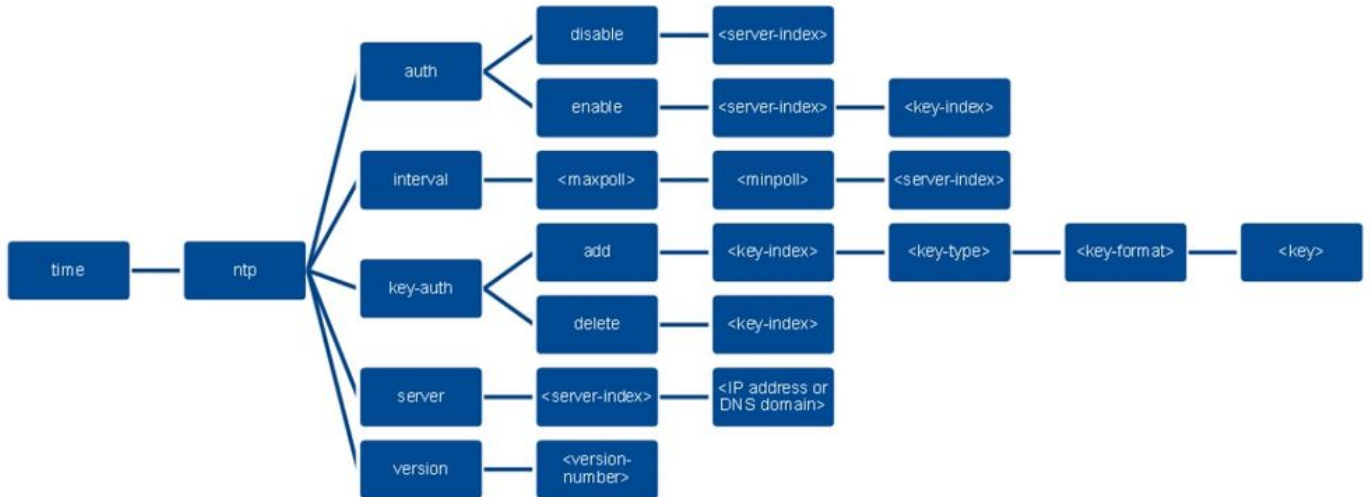 disable
<server-index>
auth
enable
<server-index>
<key-index>
interval
<maxpoll>
<minpoll>
<server-index>
time
ntp
key-auth
add
<key-index>
<key-type>
<key-format>
<key>
delete
<key-index>
server
<server-index>
<IP address or
DNS domain>
version
<version-
number>